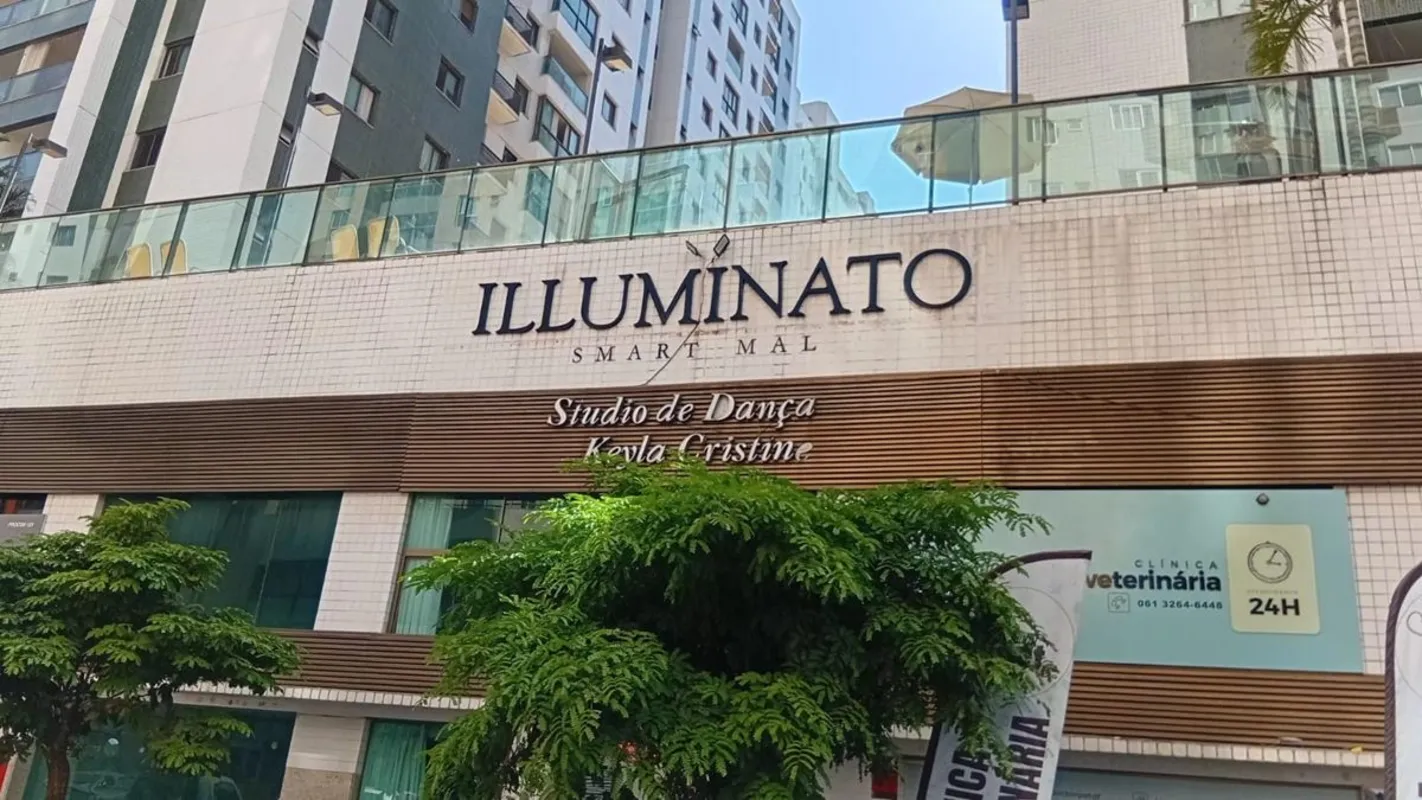 ILLUMINATO
SMART MAL
Studio de Dança
Keyla Cristine
CLÍNICA
veterinária
061 3264-6446
24H